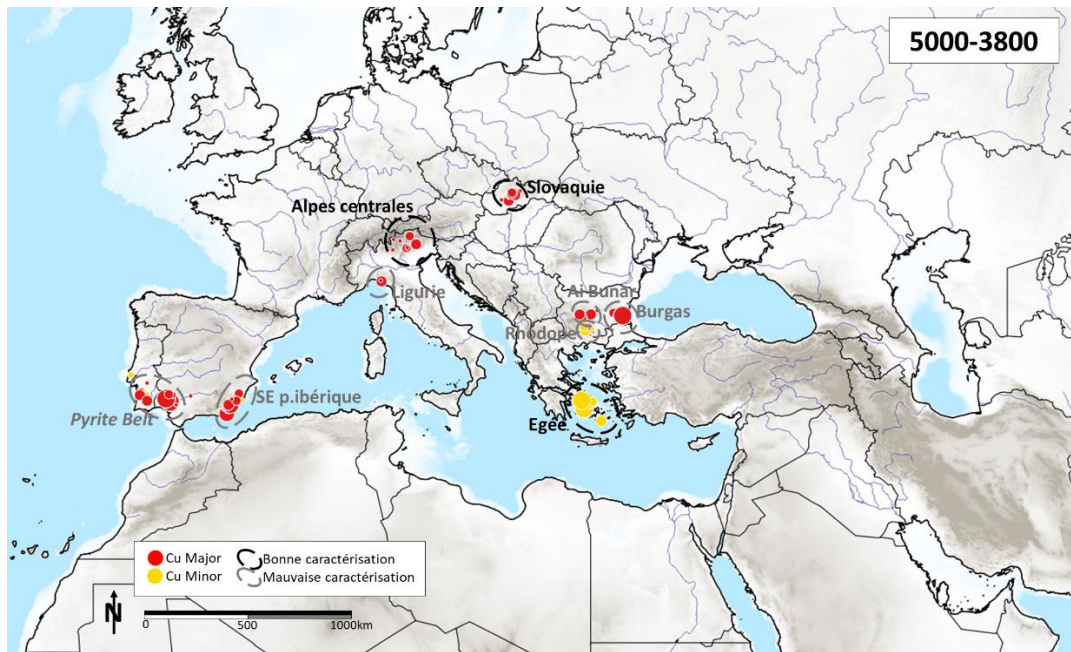 5000-3800
Slovaquie
Alpes centrales
Ligurie
Ai Bunar
Burgas
Rhodope
SE p.ibérique
Pyrite Belt
Egée
Cu Major
Bonne caractérisation
Cu Minor
Mauvaise caractérisation
N
0
500
1000km